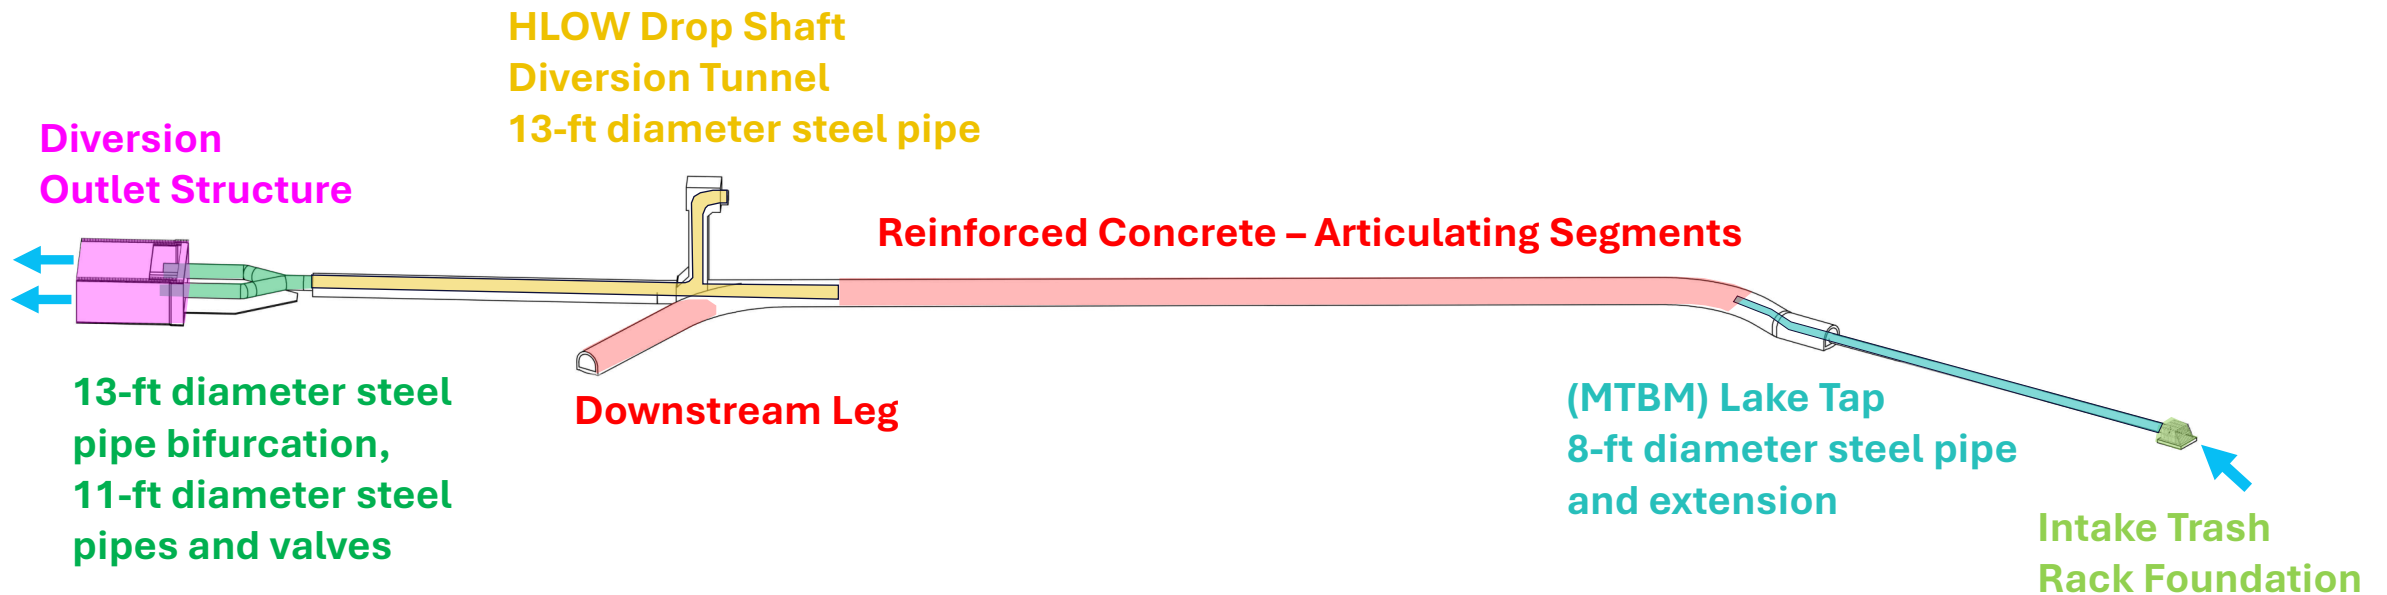 HLOW Drop Shaft
Diversion Tunnel
13-ft diameter steel pipe
Diversion
Outlet Structure
Reinforced Concrete – Articulating Segments
13-ft diameter steel
pipe bifurcation,
11-ft diameter steel
pipes and valves
Downstream Leg
(MTBM) Lake Tap
8-ft diameter steel pipe
and extension
Intake Trash
Rack Foundation